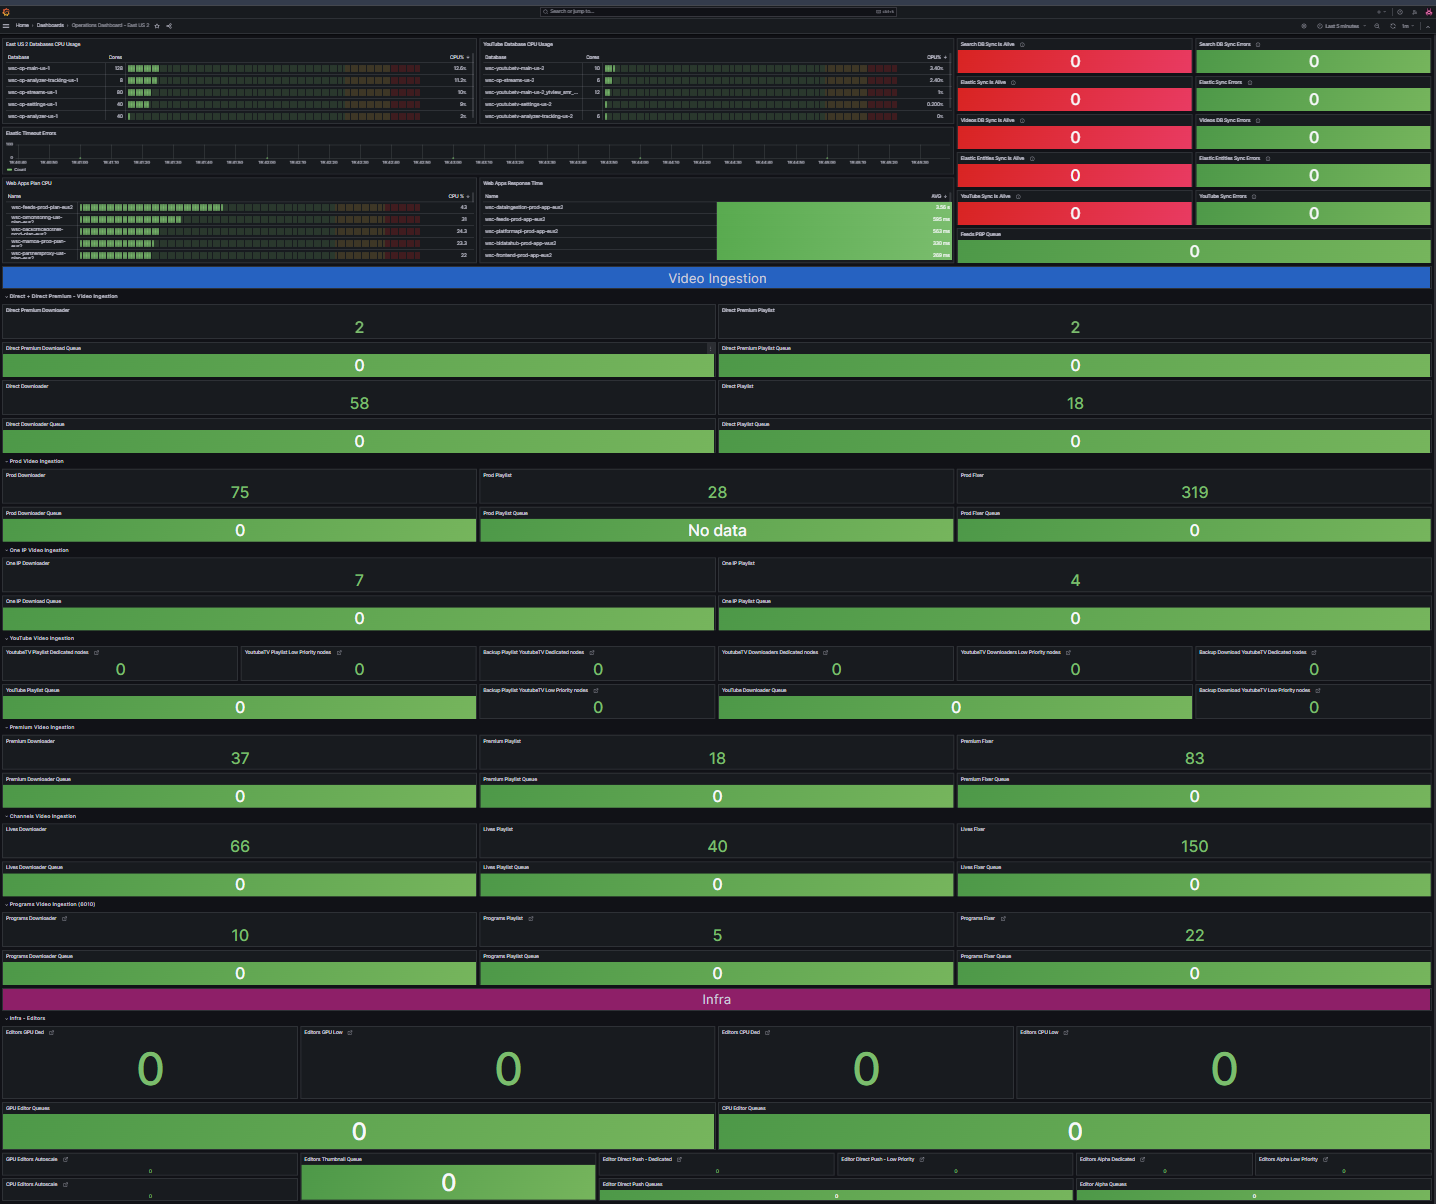 Search or jump to...
Home › Dashboards › Operations Dashboard - East US 2
Last 5 minutes
1m
East US 2 Databases CPU Usage
Database Cores CPU%
wsc-op-main-us-1 128 12.6%
wsc-op-analyzer-tracking-us-1 8 11.2%
wsc-op-streams-us-1 80 10%
wsc-op-settings-us-1 40 9%
wsc-op-analyzer-us-1 40 3%
YouTube Database CPU Usage
Database Cores CPU%
wsc-youtubetv-main-us-2 10 3.40%
wsc-op-streams-us-2 6 2.40%
wsc-youtubetv-main-us-2_ytview_smr_... 12 1%
wsc-youtubetv-settings-us-2 0.200%
wsc-youtubetv-analyzer-tracking-us-2 6 0%
Search DB Sync Is Alive
0
Search DB Sync Errors
0
Elastic Sync Is Alive
0
Elastic Sync Errors
0
Videos DB Sync Is Alive
0
Videos DB Sync Errors
0
Elastic Entities Sync Is Alive
0
Elastic Entities Sync Errors
0
YouTube Sync Is Alive
0
YouTube Sync Errors
0
Feeds PBP Queue
0
Elastic Timeout Errors
100
0
Count
Web Apps Plan CPU
Name CPU %
wsc-feeds-prod-plan-eus2 43
31
24.3
23.3
22
Web Apps Response Time
Name AVG
wsc-dataingestion-prod-app-eus2
wsc-feeds-prod-app-eus2
wsc-platformapi-prod-app-eus2
wsc-bidatahub-prod-app-eus2
wsc-frontend-prod-app-eus2
Video Ingestion
Direct + Direct Premium - Video Ingestion
Direct Premium Downloader
2
Direct Premium Playlist
2
Direct Premium Download Queue
0
Direct Premium Playlist Queue
0
Direct Downloader
58
Direct Playlist
18
Direct Downloader Queue
0
Direct Playlist Queue
0
Prod Video Ingestion
Prod Downloader
75
Prod Playlist
28
Prod Fixer
319
Prod Downloader Queue
0
Prod Playlist Queue
No data
Prod Fixer Queue
0
One IP Video Ingestion
One IP Downloader
7
One IP Playlist
4
One IP Download Queue
0
One IP Playlist Queue
0
YouTube Video Ingestion
YoutubeTV Playlist Dedicated nodes
0
YoutubeTV Playlist Low Priority nodes
0
Backup Playlist YoutubeTV Dedicated nodes
0
YoutubeTV Downloaders Dedicated nodes
0
YoutubeTV Downloaders Low Priority nodes
0
Backup Download YoutubeTV Dedicated nodes
0
YouTube Playlist Queue
0
Backup Playlist YoutubeTV Low Priority nodes
0
YouTube Downloader Queue
0
Backup Download YoutubeTV Low Priority nodes
0
Premium Video Ingestion
Premium Downloader
37
Premium Playlist
18
Premium Fixer
83
Premium Downloader Queue
0
Premium Playlist Queue
0
Premium Fixer Queue
0
Channels Video Ingestion
Lives Downloader
66
Lives Playlist
40
Lives Fixer
150
Lives Downloader Queue
0
Lives Playlist Queue
0
Lives Fixer Queue
0
Programs Video Ingestion (6010)
Programs Downloader
10
Programs Playlist
5
Programs Fixer
22
Programs Downloader Queue
0
Programs Playlist Queue
0
Programs Fixer Queue
0
Infra
Infra - Editors
Editors GPU Ded
0
Editors GPU Low
0
Editors CPU Ded
0
Editors CPU Low
0
GPU Editor Queues
0
CPU Editor Queues
0
GPU Editors Autoscale
0
Editors Thumbnail Queue
0
Editor Direct Push - Dedicated
0
Editor Direct Push - Low Priority
0
Editors Alpha Dedicated
0
Editors Alpha Low Priority
0
CPU Editors Autoscale
0
Editor Direct Push Queues
0
Editor Alpha Queues
0